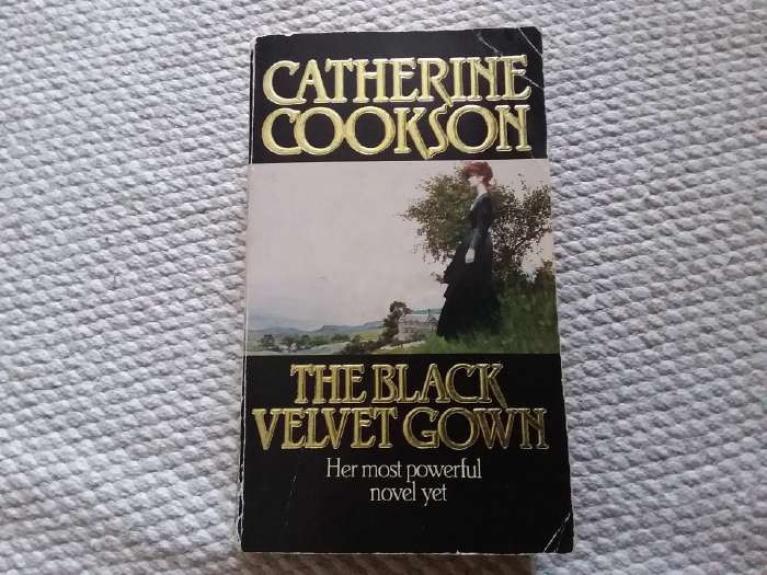 CATHERINE
COOKSON
THE BLACK
VELVET GOWN
Her most powerful
novel yet